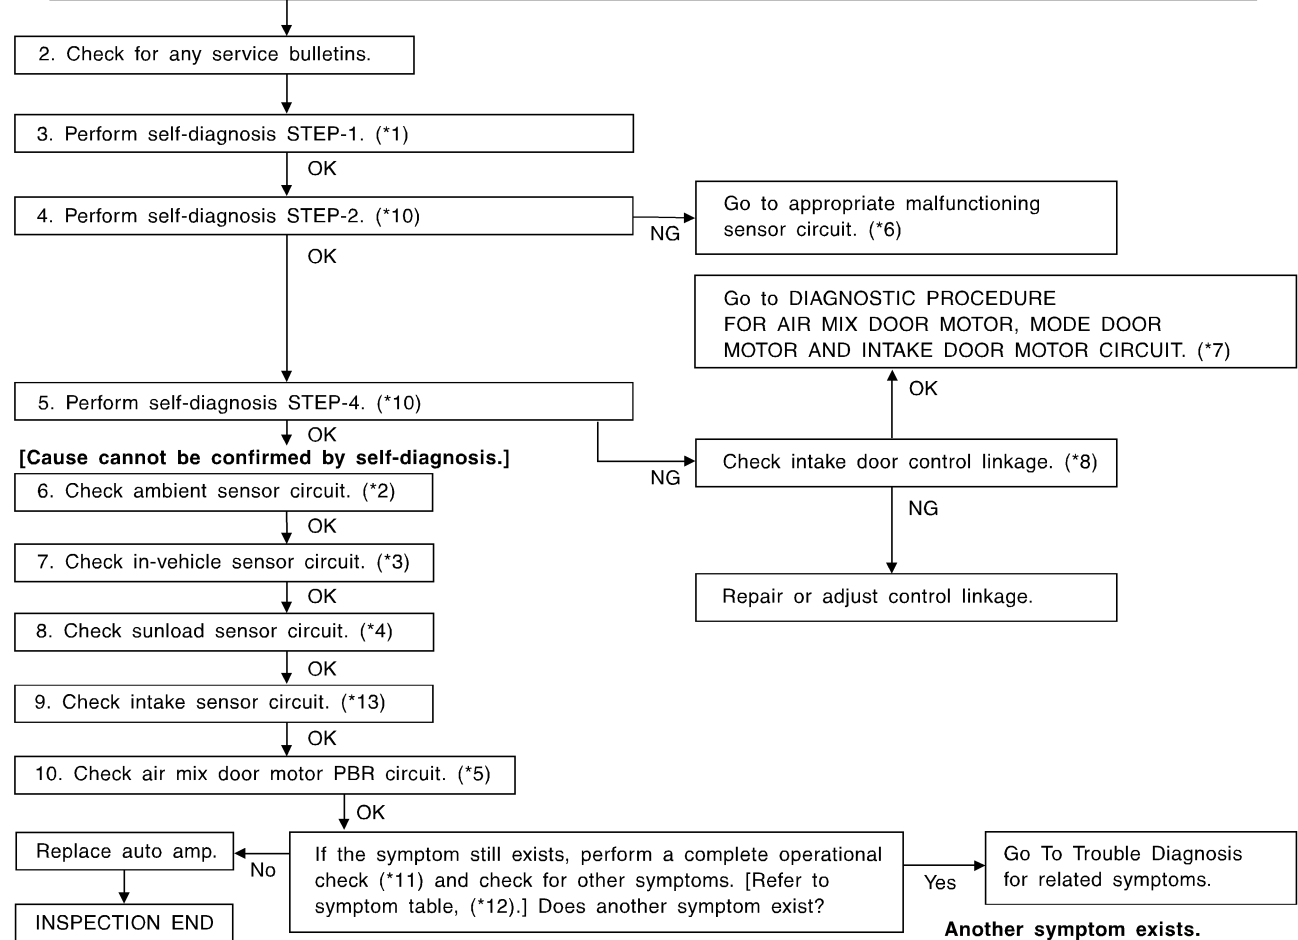 2. Check for any service bulletins.
3. Perform self-diagnosis STEP-1. (*1)
OK
4. Perform self-diagnosis STEP-2. (*10)
NG
Go to appropriate malfunctioning
sensor circuit. (*6)
OK
Go to DIAGNOSTIC PROCEDURE
FOR AIR MIX DOOR MOTOR, MODE DOOR
MOTOR AND INTAKE DOOR MOTOR CIRCUIT. (*7)
OK
5. Perform self-diagnosis STEP-4. (*10)
OK
[Cause cannot be confirmed by self-diagnosis.]
NG
Check intake door control linkage. (*8)
NG
Repair or adjust control linkage.
6. Check ambient sensor circuit. (*2)
OK
7. Check in-vehicle sensor circuit. (*3)
OK
8. Check sunload sensor circuit. (*4)
OK
9. Check intake sensor circuit. (*13)
OK
10. Check air mix door motor PBR circuit. (*5)
OK
If the symptom still exists, perform a complete operational
check (*11) and check for other symptoms. [Refer to
symptom table, (*12).] Does another symptom exist?
No
Replace auto amp.
INSPECTION END
Yes
Go To Trouble Diagnosis
for related symptoms.
Another symptom exists.